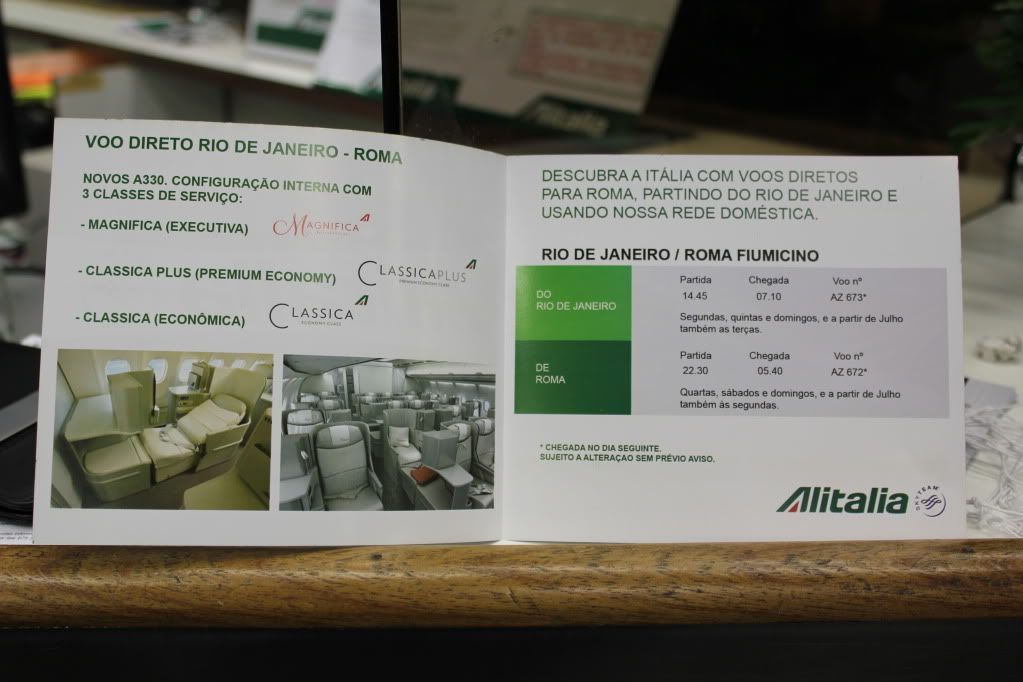 Alitalia
VOO DIRETO RIO DE JANEIRO - ROMA
NOVOS A330. CONFIGURAÇÃO INTERNA COM
3 CLASSES DE SERVIÇO:
- MAGNIFICA (EXECUTIVA)
MAGNIFICA
- CLASSICA PLUS (PREMIUM ECONOMY)
CLASSICAPLUS
PREMIUM ECONOMY CLASS
- CLASSICA (ECONÔMICA)
CLASSICA
ECONOMY CLASS
DESCUBRA A ITÁLIA COM VOOS DIRETOS
PARA ROMA, PARTINDO DO RIO DE JANEIRO E
USANDO NOSSA REDE DOMÉSTICA.
RIO DE JANEIRO / ROMA FIUMICINO
DO
RIO DE JANEIRO
Partida Chegada Voo nº
14.45 07.10 AZ 673*
Segundas, quintas e domingos, e a partir de Julho
também as terças.
DE
ROMA
Partida Chegada Voo nº
22.30 05.40 AZ 672*
Quartas, sábados e domingos, e a partir de Julho
também às segundas.
* CHEGADA NO DIA SEGUINTE.
SUJEITO A ALTERAÇÃO SEM PRÉVIO AVISO.
Alitalia
SKYTEAM